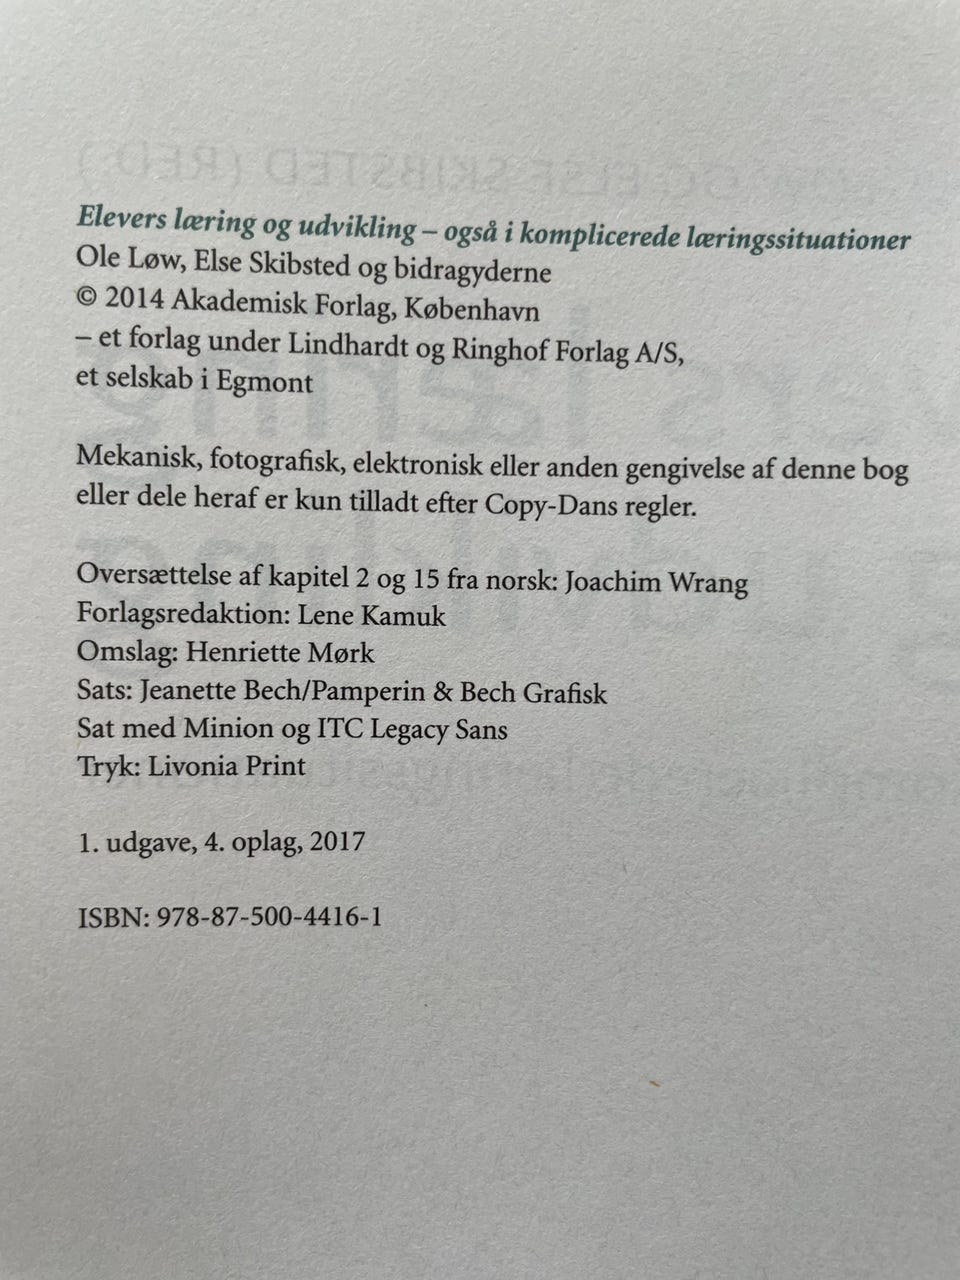 Elevers læring og udvikling – også i komplicerede læringssituationer
Ole Løw, Else Skibsted og bidragyderne
© 2014 Akademisk Forlag, København
– et forlag under Lindhardt og Ringhof Forlag A/S,
et selskab i Egmont
Mekanisk, fotografisk, elektronisk eller anden gengivelse af denne bog
eller dele heraf er kun tilladt efter Copy-Dans regler.
Oversættelse af kapitel 2 og 15 fra norsk: Joachim Wrang
Forlagsredaktion: Lene Kamuk
Omslag: Henriette Mørk
Sats: Jeanette Bech/Pamperin & Bech Grafisk
Sat med Minion og ITC Legacy Sans
Tryk: Livonia Print
1. udgave, 4. oplag, 2017
ISBN: 978-87-500-4416-1